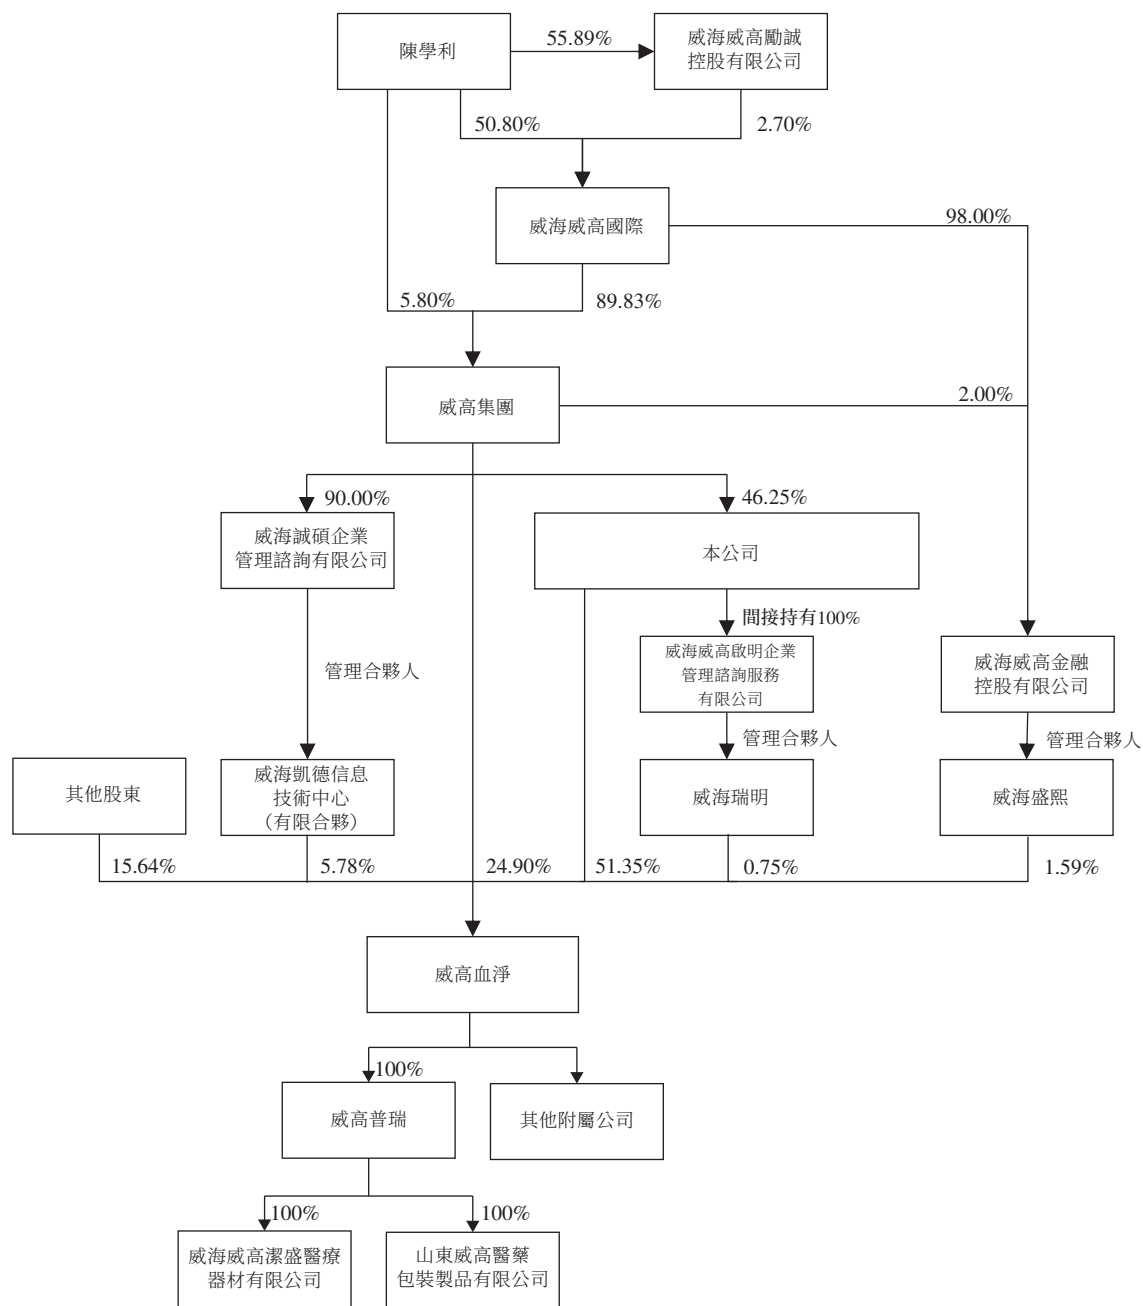 陳學利
55.89%
威海威高勵誠
控股有限公司
50.80%
2.70%
威海威高國際
98.00%
5.80%
89.83%
威高集團
2.00%
90.00%
46.25%
威海誠碩企業
管理諮詢有限公司
本公司
間接持有100%
管理合夥人
威海威高啟明企業
管理諮詢服務
有限公司
威海威高金融
控股有限公司
管理合夥人
管理合夥人
其他股東
威海凱德信息
技術中心
（有限合夥）
威海瑞明
威海盛熙
15.64%
5.78%
24.90%
51.35%
0.75%
1.59%
威高血淨
100%
威高普瑞
其他附屬公司
100%
100%
威海威高潔盛醫療
器材有限公司
山東威高醫藥
包裝製品有限公司